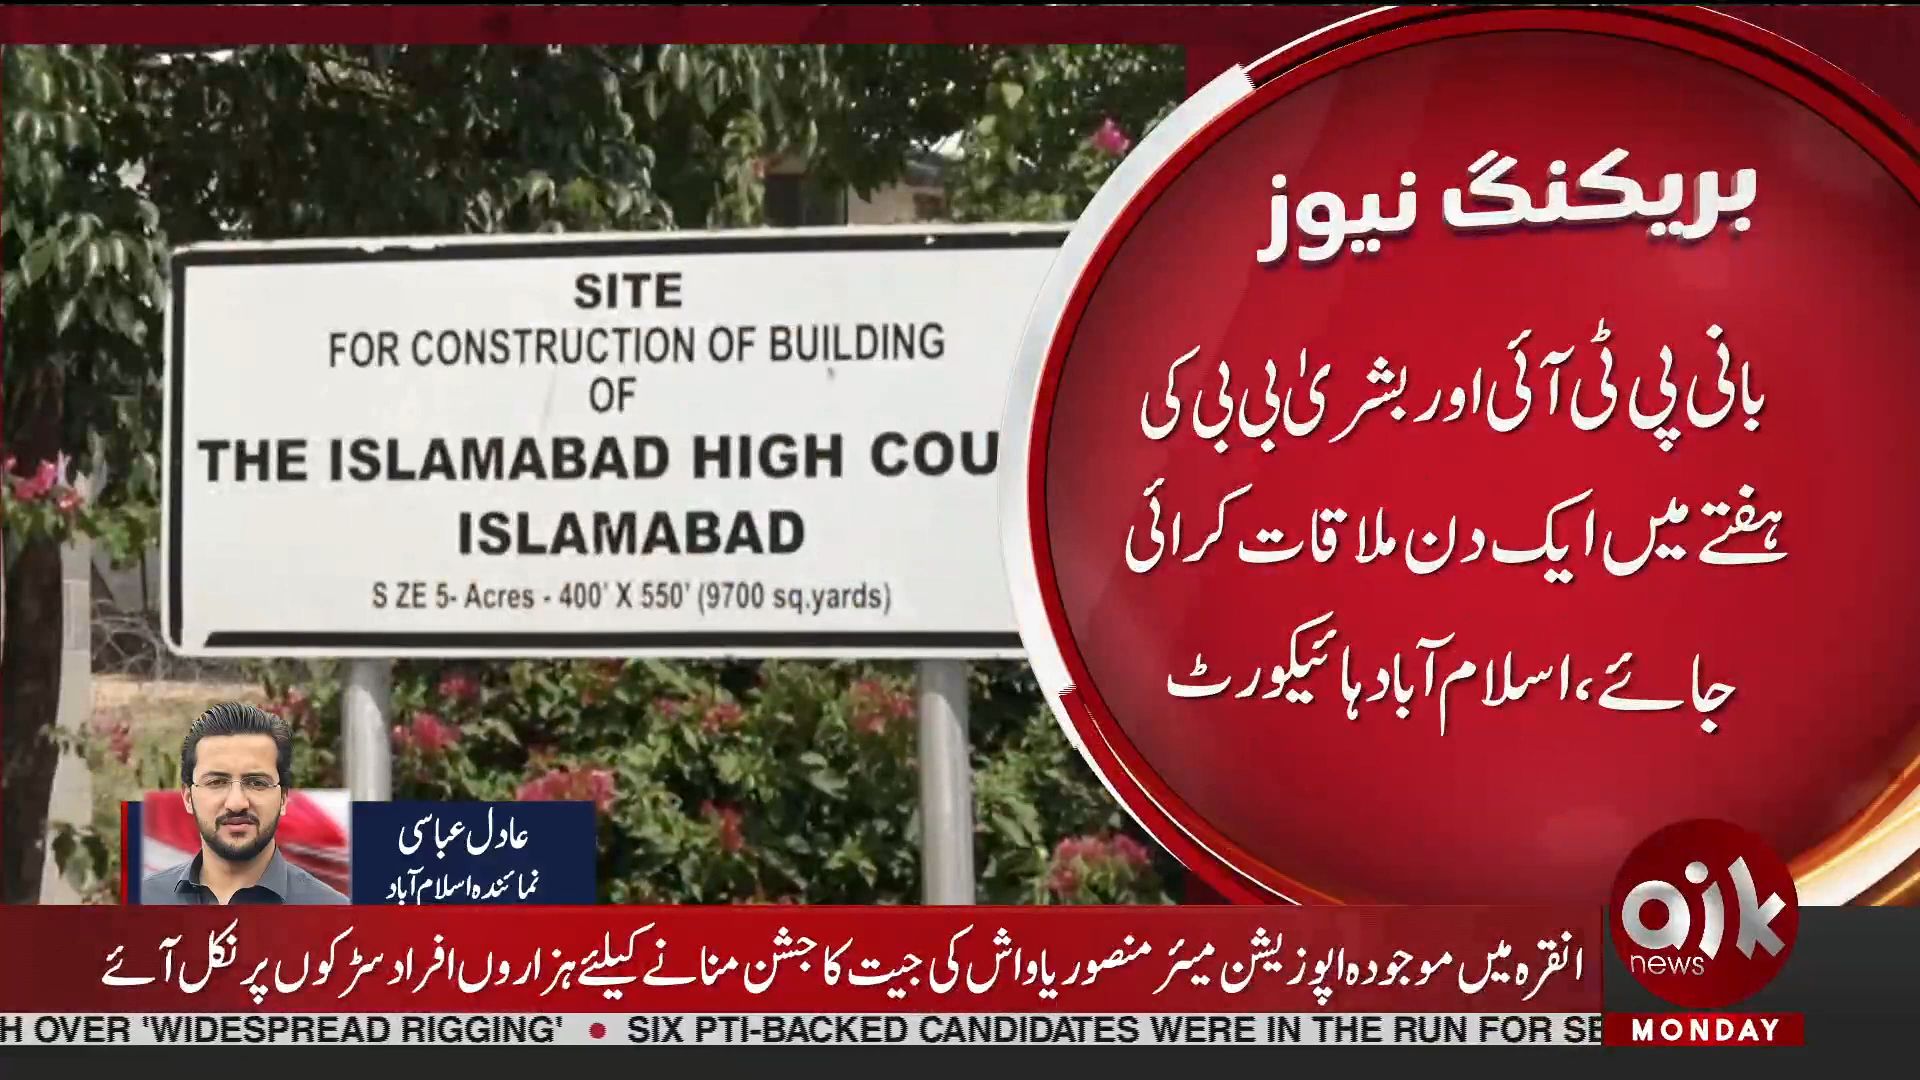 SITE
FOR CONSTRUCTION OF BUILDING
OF
THE ISLAMABAD HIGH COU
ISLAMABAD
S ZE 5- Acres - 400' X 550' (9700 sq.yards)
بریکنگ نیوز
بانی پی ٹی آئی اور بشریٰ بی بی کی
ہفتے میں ایک دن ملاقات کرائی
جائے، اسلام آباد ہائیکورٹ
عادل عباسی
نمائندہ اسلام آباد
انقرہ میں موجودہ اپوزیشن میئر منصور یاواش کی جیت کا جشن منانے کیلئے ہزاروں افراد سڑکوں پر نکل آئے
ajk
news
H OVER 'WIDESPREAD RIGGING' • SIX PTI-BACKED CANDIDATES WERE IN THE RUN FOR SE
MONDAY